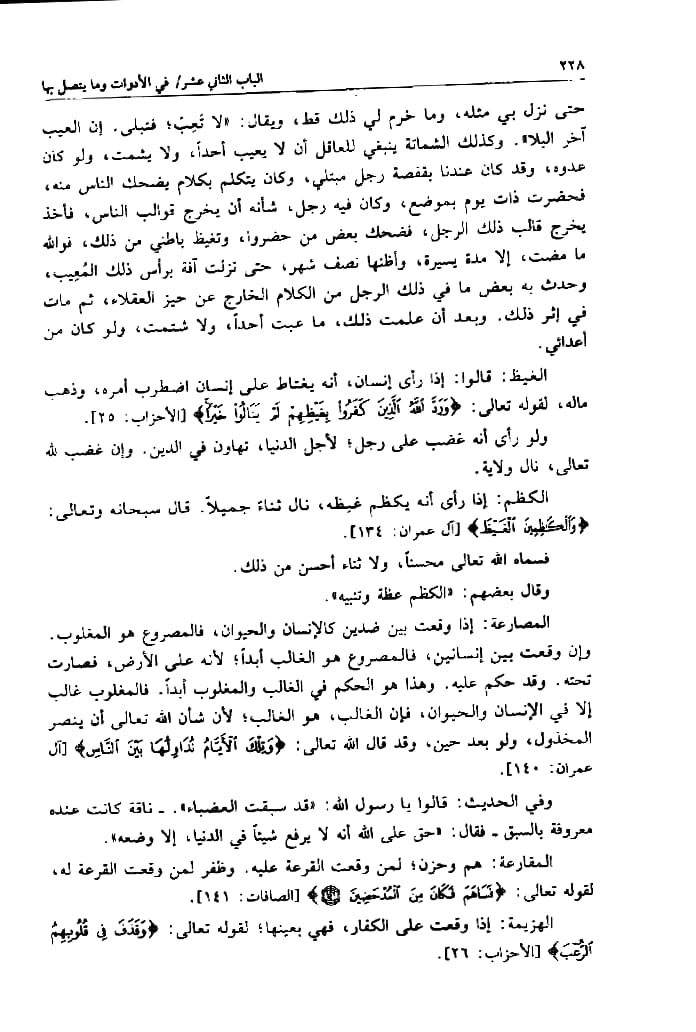 ٢٢٨
الباب الثاني عشر/ في الأدوات وما يتصل بها
حتى نزل بي مثله، وما خرم لي ذلك قط، ويقال: «لا تَعِبْ؛ فتبلى. إن العيب
آخر البلا». وكذلك الشماتة ينبغي للعاقل أن لا يعيب أحداً، ولا يشمت، ولو كان
عدوه، وقد كان عندنا بقفصة رجل مبتلي، وكان يتكلم بكلام يضحك الناس منه،
فحضرت ذات يوم بموضع، وكان فيه رجل، شأنه أن يخرج قوالب الناس، فأخذ
يخرج قالب ذلك الرجل، فضحك بعض من حضروا، وتغيظ باطني من ذلك، فوالله
ما مضت، إلا مدة يسيرة، وأظنها نصف شهر، حتى نزلت آفة برأس ذلك المُعِيب،
وحدث به بعض ما في ذلك الرجل من الكلام الخارج عن حيز العقلاء، ثم مات
في إثر ذلك. وبعد أن علمت ذلك، ما عبت أحداً، ولا شتمت، ولو كان من
أعدائي.
الغيظ: قالوا: إذا رأى إنسان، أنه يغتاط على إنسان اضطرب أمره، وذهب
ماله، لقوله تعالى: ﴿وَرَدَّ اللَّهُ الَّذِينَ كَفَرُوا بِغَيْظِهِمْ لَمْ يَنَالُوا خَيْرًا﴾ [الأحزاب: ٢٥].
ولو رأى أنه غضب على رجل؛ لأجل الدنيا، تهاون في الدين. وإن غضب لله
تعالى، نال ولاية.
الكظم: إذا رأى أنه يكظم غيظه، نال ثناءً جميلاً. قال سبحانه وتعالى:
﴿وَالْكَاظِمِينَ الْغَيْظَ﴾ [آل عمران: ١٣٤].
فسماه الله تعالى محسناً، ولا ثناء أحسن من ذلك.
وقال بعضهم: «الكظم عظة وتنبيه».
المصارعة: إذا وقعت بين ضدين كالإنسان والحيوان، فالمصروع هو المغلوب.
وإن وقعت بين إنسانين، فالمصروع هو الغالب أبداً؛ لأنه على الأرض، فصارت
تحته. وقد حكم عليه. وهذا هو الحكم في الغالب والمغلوب أبداً. فالمغلوب غالب
إلا في الإنسان والحيوان، فإن الغالب، هو الغالب؛ لأن شأن الله تعالى أن ينصر
المخذول، ولو بعد حين، وقد قال الله تعالى: ﴿وَتِلْكَ الْأَيَّامُ نُدَاوِلُهَا بَيْنَ النَّاسِ﴾ [آل
عمران: ١٤٠].
وفي الحديث: قالوا يا رسول الله: «قد سبقت العضباء». ـ ناقة كانت عنده
معروفة بالسبق ـ فقال: «حق على الله أنه لا يرفع شيئاً في الدنيا، إلا وضعه».
المقارعة: هم وحزن؛ لمن وقعت القرعة عليه. وظفر لمن وقعت القرعة له،
لقوله تعالى: ﴿فَسَاهَمَ فَكَانَ مِنَ الْمُدْحَضِينَ﴾ [الصافات: ١٤١].
الهزيمة: إذا وقعت على الكفار، فهي بعينها؛ لقوله تعالى: ﴿وَقَذَفَ فِي قُلُوبِهِمُ
الرُّعْبَ﴾ [الأحزاب: ٢٦].